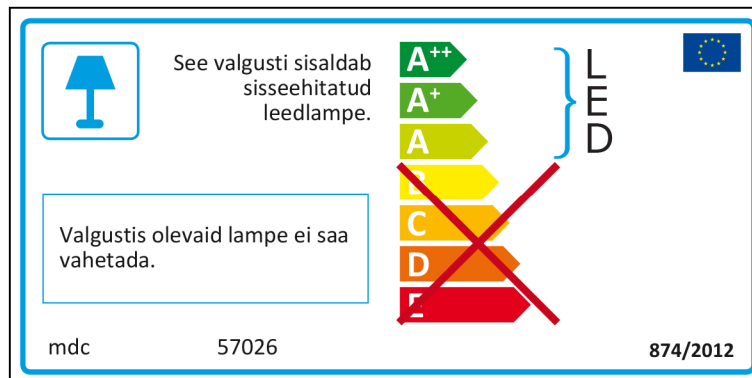 See valgusti sisaldab
sisseehitatud
leedlampe.
A++
A+
A
B
C
D
E
L
E
D
Valgustis olevaid lampe ei saa
vahetada.
mdc 57026
874/2012